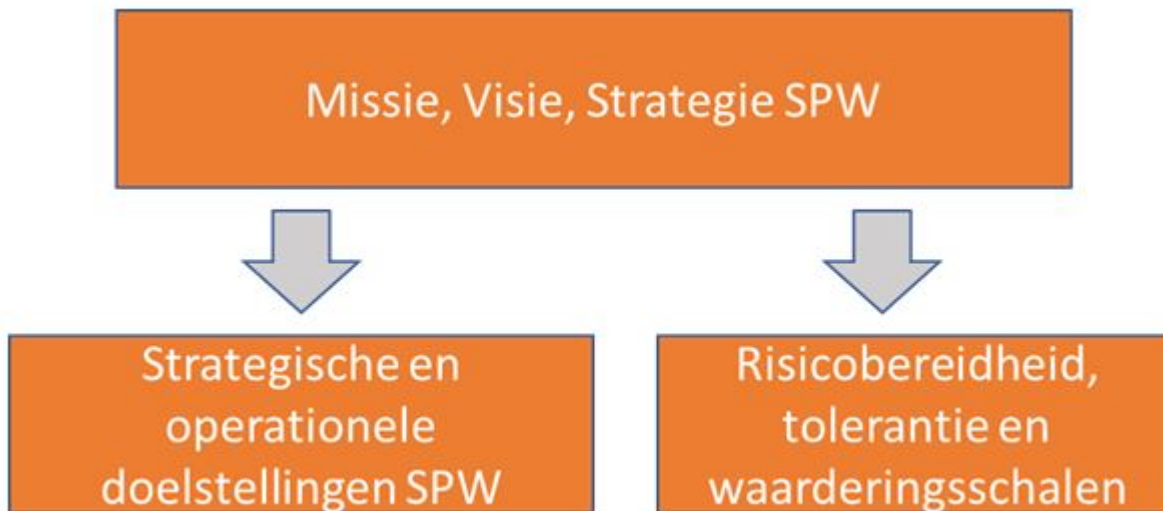 Missie, Visie, Strategie SPW
Strategische en
operationele
doelstellingen SPW
Risicobereidheid,
tolerantie en
waarderingsschalen